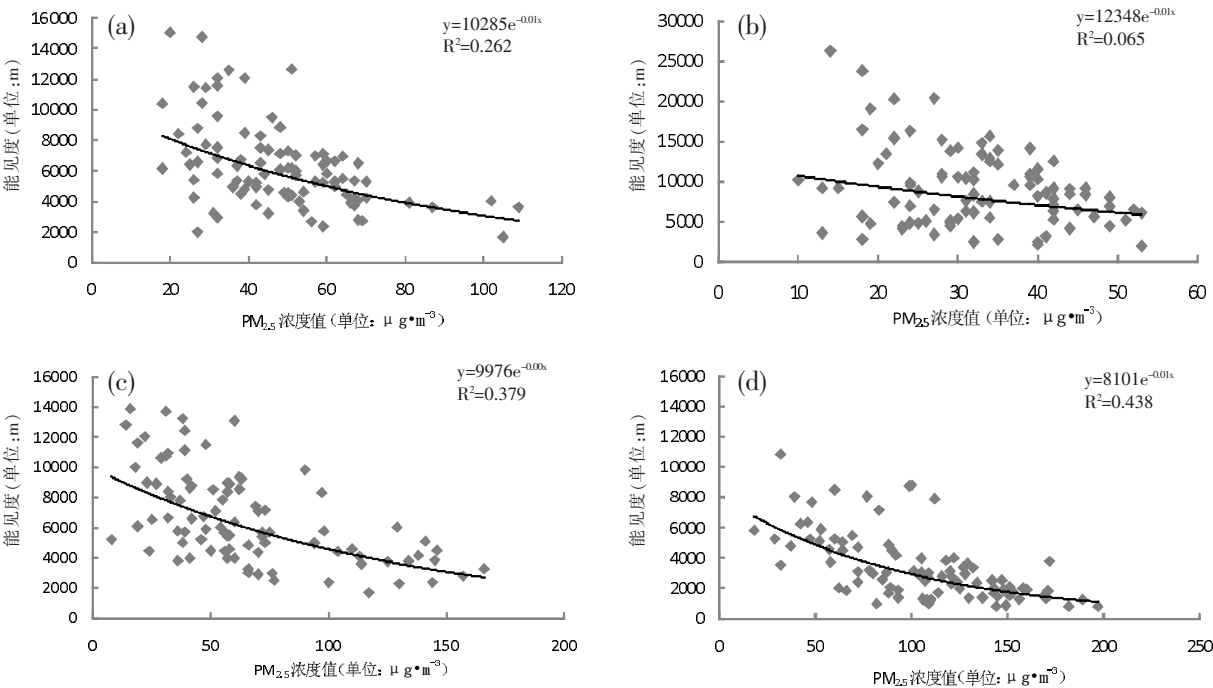 (a)
y=10285e^-0.01x
R²=0.262
16000
14000
12000
10000
8000
6000
4000
2000
0
能见度(单位:m)
0 20 40 60 80 100 120
PM2.5浓度值(单位: μg•m⁻³)
(b)
y=12348e^-0.01x
R²=0.065
30000
25000
20000
15000
10000
5000
0
能见度(单位:m)
0 10 20 30 40 50 60
PM2.5浓度值(单位: μg•m⁻³)
(c)
y=9976e^-0.00x
R²=0.379
16000
14000
12000
10000
8000
6000
4000
2000
0
能见度(单位:m)
0 50 100 150 200
PM2.5浓度值(单位: μg•m⁻³)
(d)
y=8101e^-0.01x
R²=0.438
16000
14000
12000
10000
8000
6000
4000
2000
0
能见度(单位:m)
0 50 100 150 200 250
PM2.5浓度值(单位: μg•m⁻³)